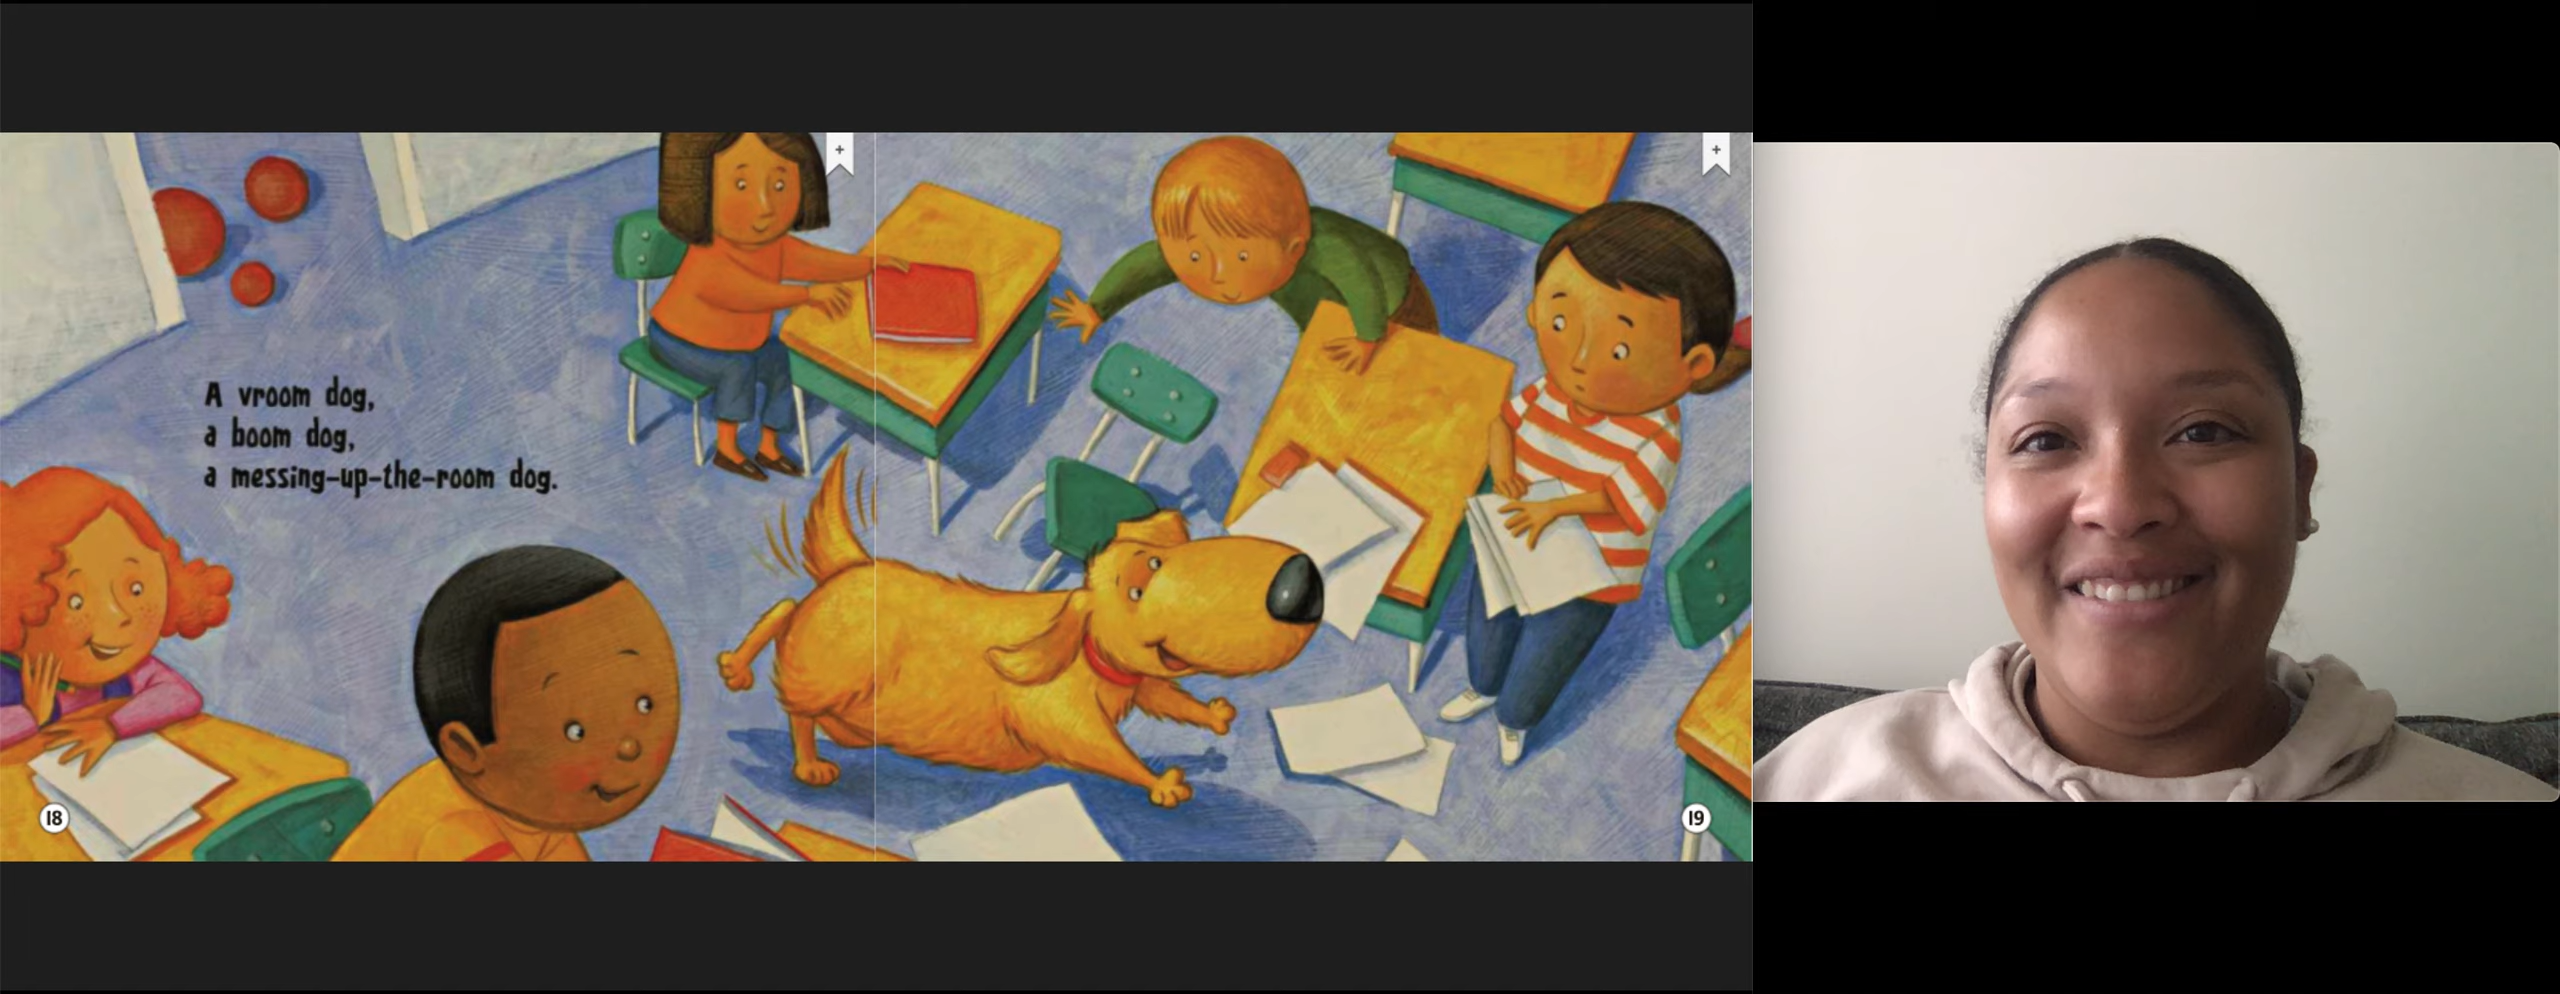 A vroom dog,
a boom dog,
a messing-up-the-room dog.
18
19